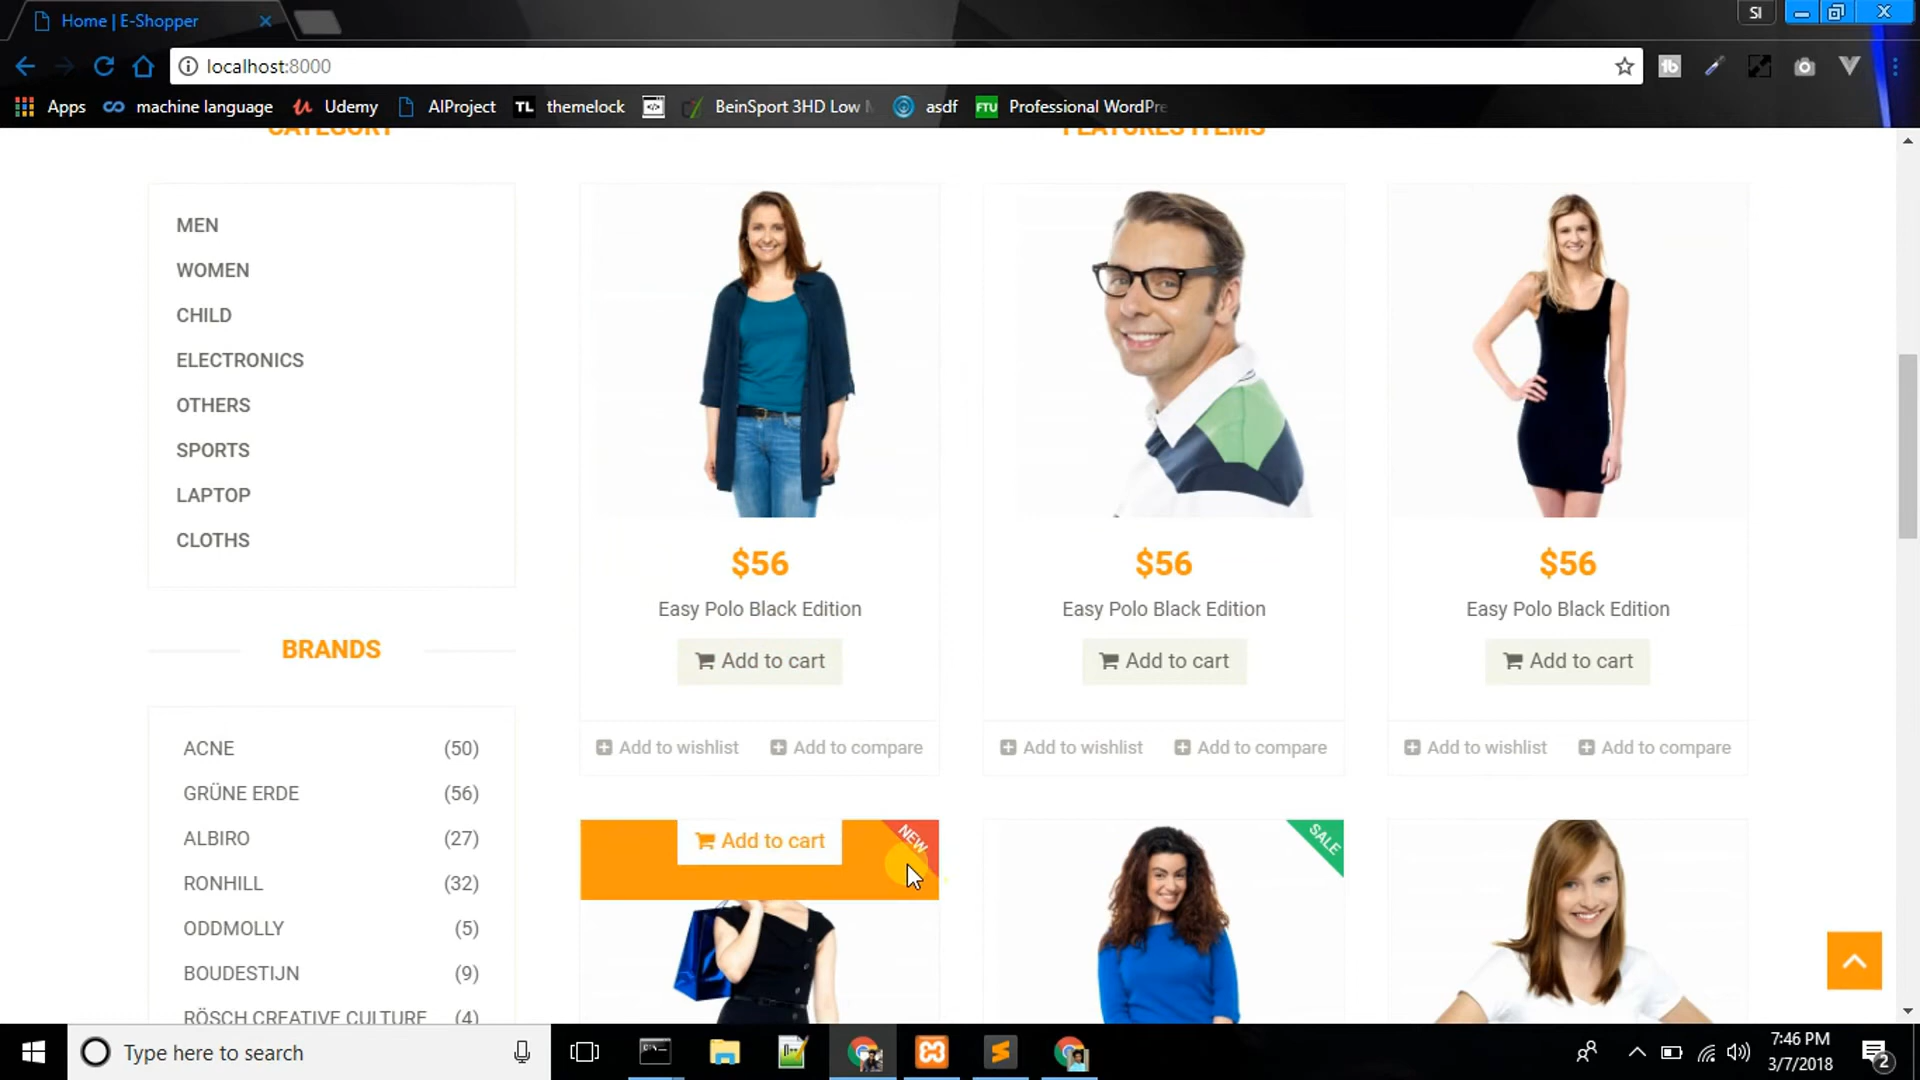 Home | E-Shopper
SI
localhost:8000
Apps
machine language
Udemy
AIProject
TL themelock
BeinSport 3HD Low
asdf
FTU Professional WordPre
CATEGORY
FEATURES ITEMS
MEN
WOMEN
CHILD
ELECTRONICS
OTHERS
SPORTS
LAPTOP
CLOTHS
$56
Easy Polo Black Edition
Add to cart
Add to wishlist
Add to compare
$56
Easy Polo Black Edition
Add to cart
Add to wishlist
Add to compare
$56
Easy Polo Black Edition
Add to cart
Add to wishlist
Add to compare
BRANDS
ACNE (50)
GRÜNE ERDE (56)
ALBIRO (27)
RONHILL (32)
ODDMOLLY (5)
BOUDESTIJN (9)
RÖSCH CREATIVE CULTURE (4)
Add to cart
NEW
SALE
Type here to search
7:46 PM
3/7/2018
2